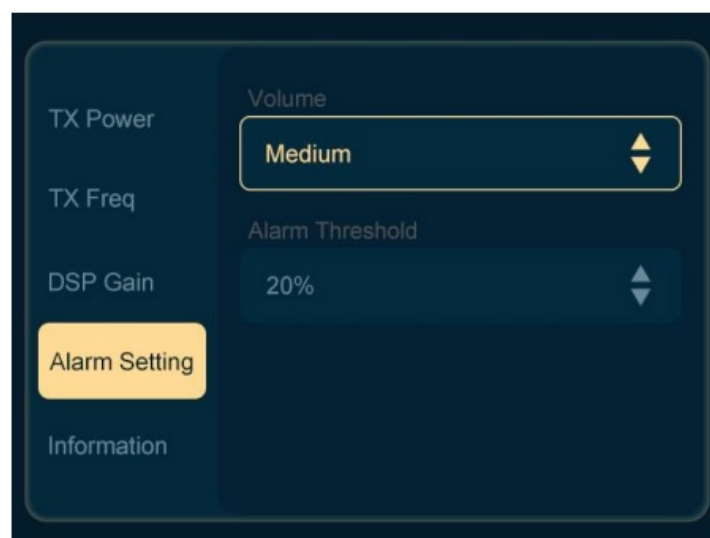 TX Power
TX Freq
DSP Gain
Alarm Setting
Information
Volume
Medium
Alarm Threshold
20%